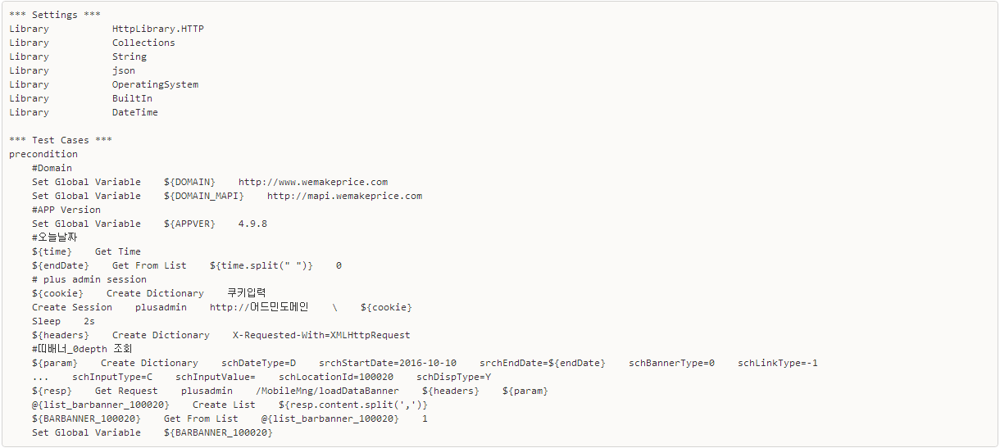 *** Settings ***
Library           HttpLibrary.HTTP
Library           Collections
Library           String
Library           json
Library           OperatingSystem
Library           BuiltIn
Library           DateTime
*** Test Cases ***
precondition
    #Domain
    Set Global Variable    ${DOMAIN}    http://www.wemakeprice.com
    Set Global Variable    ${DOMAIN_MAPI}    http://mapi.wemakeprice.com
    #APP Version
    Set Global Variable    ${APPVER}    4.9.8
    #오늘날짜
    ${time}    Get Time
    ${endDate}    Get From List    ${time.split(" ")}    0
    # plus admin session
    ${cookie}    Create Dictionary    쿠키입력
    Create Session    plusadmin    http://어드민도메인    \    ${cookie}
    Sleep    2s
    ${headers}    Create Dictionary    X-Requested-With=XMLHttpRequest
    #띠배너_0depth 조회
    ${param}    Create Dictionary    schDateType=D    srchStartDate=2016-10-10    srchEndDate=${endDate}    schBannerType=0    schLinkType=-1
    ...    schInputType=C    schInputValue=    schLocationId=100020    schDispType=Y
    ${resp}    Get Request    plusadmin    /MobileMng/loadDataBanner    ${headers}    ${param}
    @{list_barbanner_100020}    Create List    ${resp.content.split(',')}
    ${BARBANNER_100020}    Get From List    @{list_barbanner_100020}    1
    Set Global Variable    ${BARBANNER_100020}